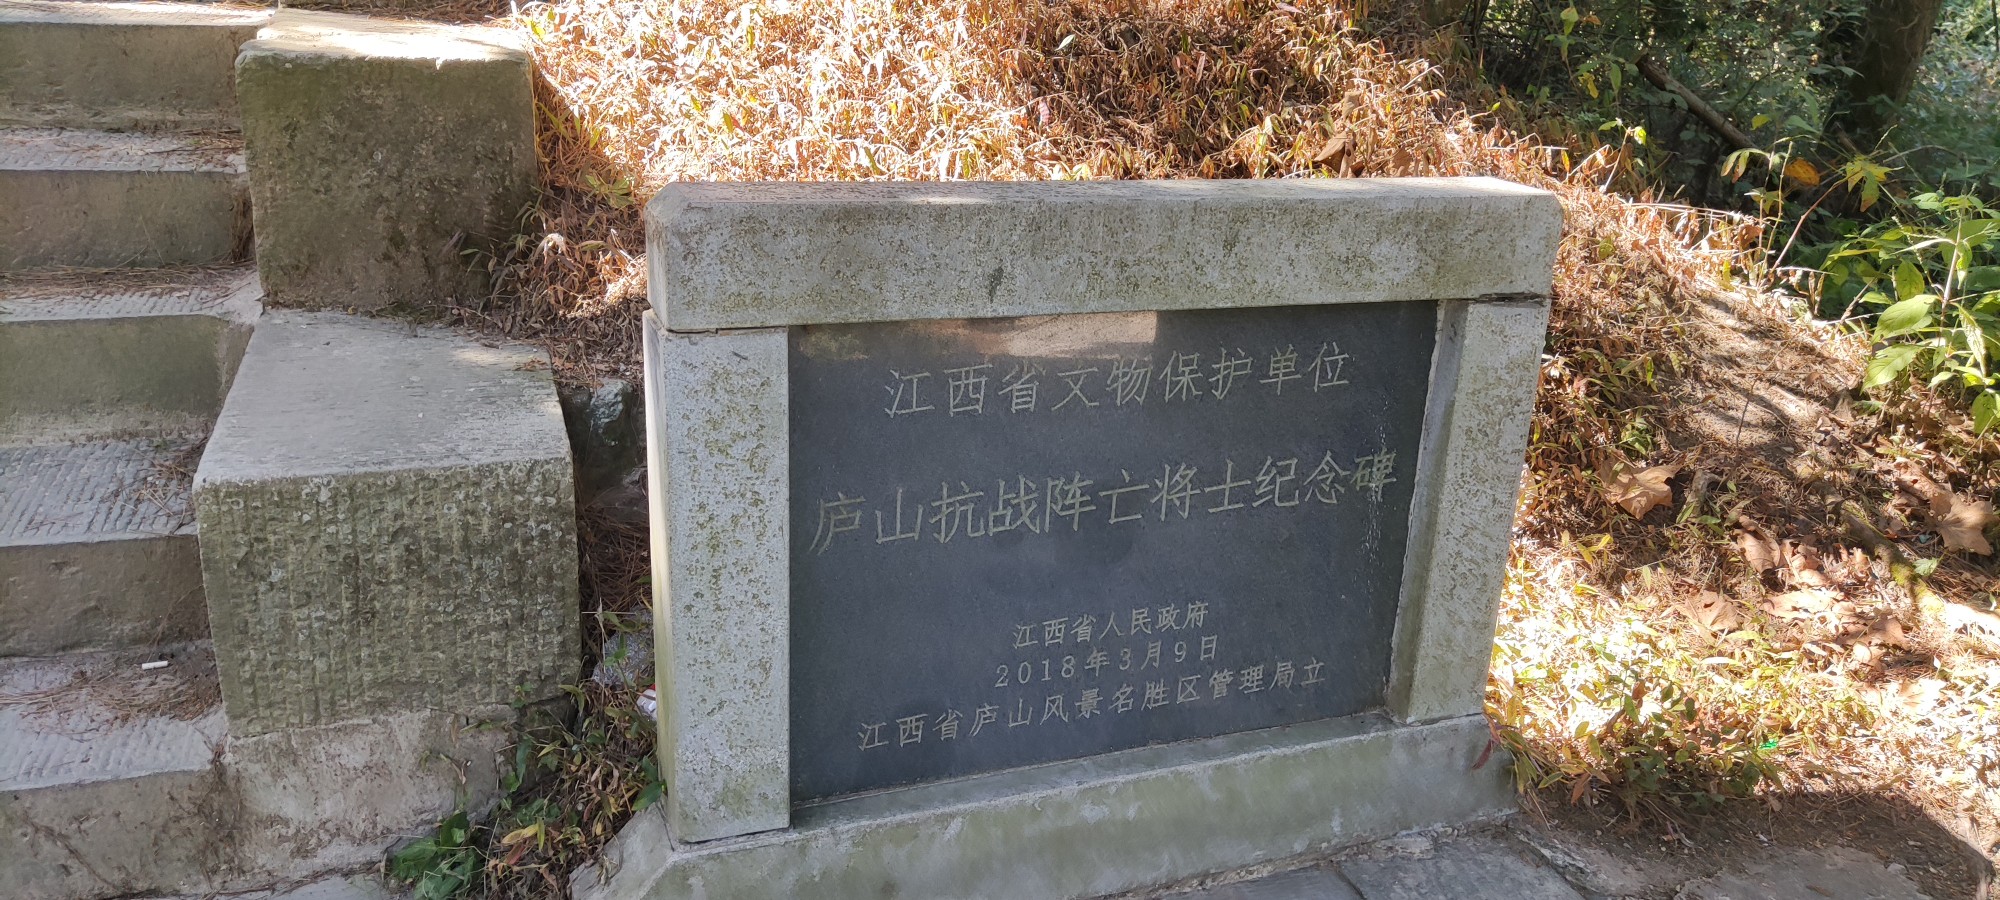 江西省文物保护单位
庐山抗战阵亡将士纪念碑
江西省人民政府
2018年3月9日
江西省庐山风景名胜区管理局立